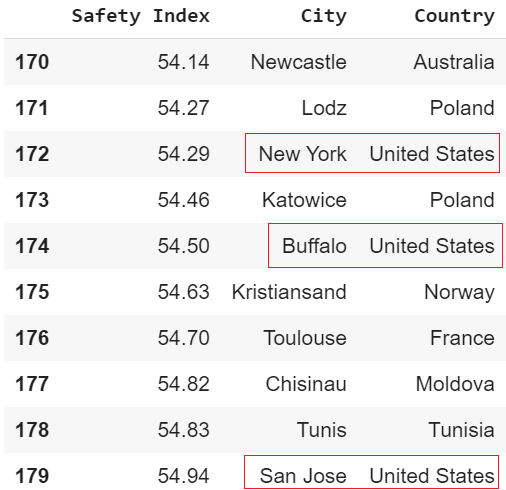 Safety Index City Country
170 54.14 Newcastle Australia
171 54.27 Lodz Poland
172 54.29 New York United States
173 54.46 Katowice Poland
174 54.50 Buffalo United States
175 54.63 Kristiansand Norway
176 54.70 Toulouse France
177 54.82 Chisinau Moldova
178 54.83 Tunis Tunisia
179 54.94 San Jose United States